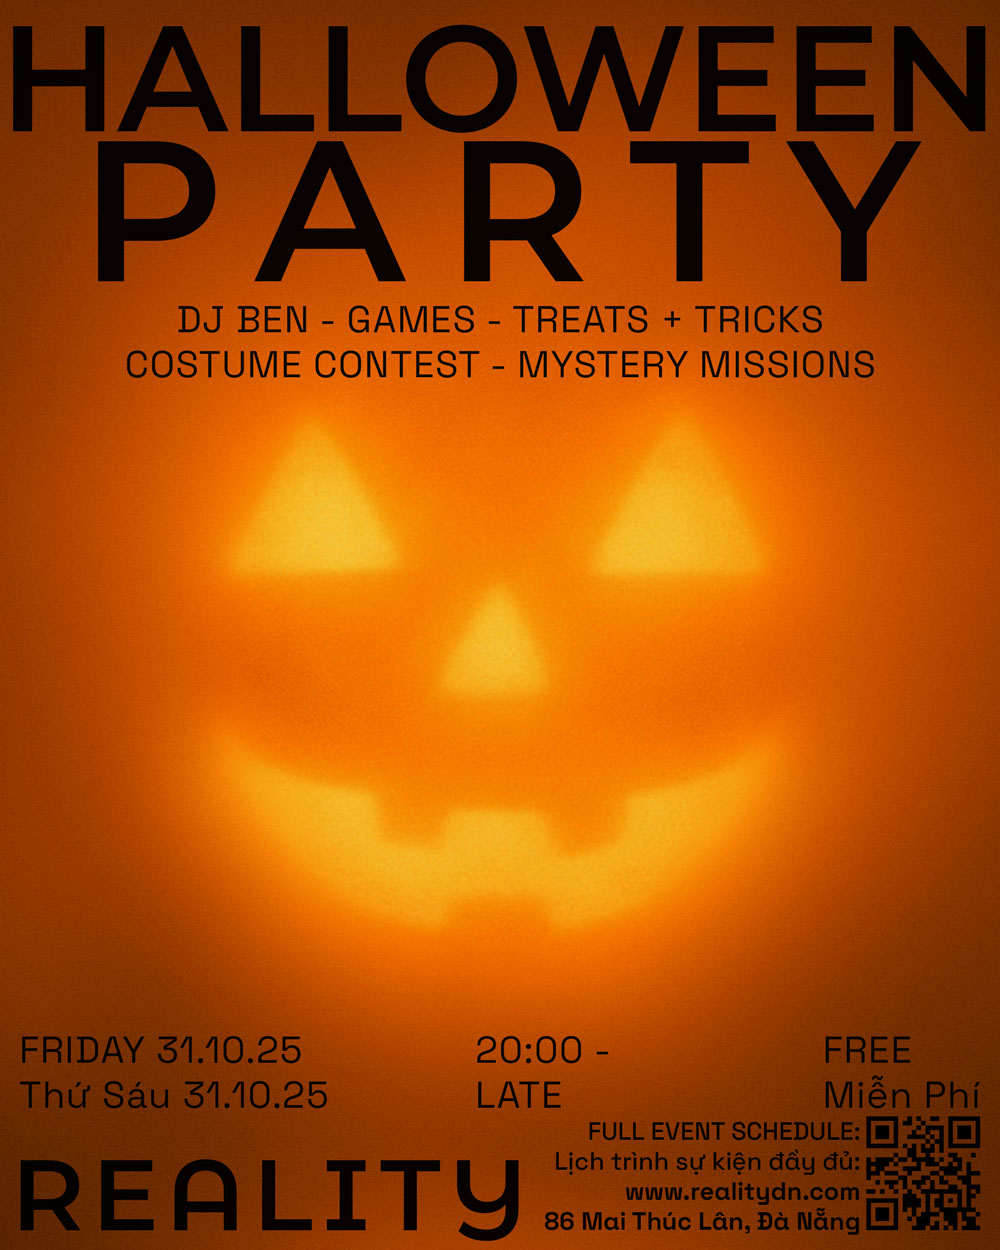 HALLOWEEN
PARTY
DJ BEN - GAMES - TREATS + TRICKS
COSTUME CONTEST - MYSTERY MISSIONS
FRIDAY 31.10.25
Thứ Sáu 31.10.25
20:00 -
LATE
FREE
Miễn Phí
FULL EVENT SCHEDULE:
Lịch trình sự kiện đầy đủ:
www.realitydn.com
86 Mai Thúc Lân, Đà Nẵng
REALITY